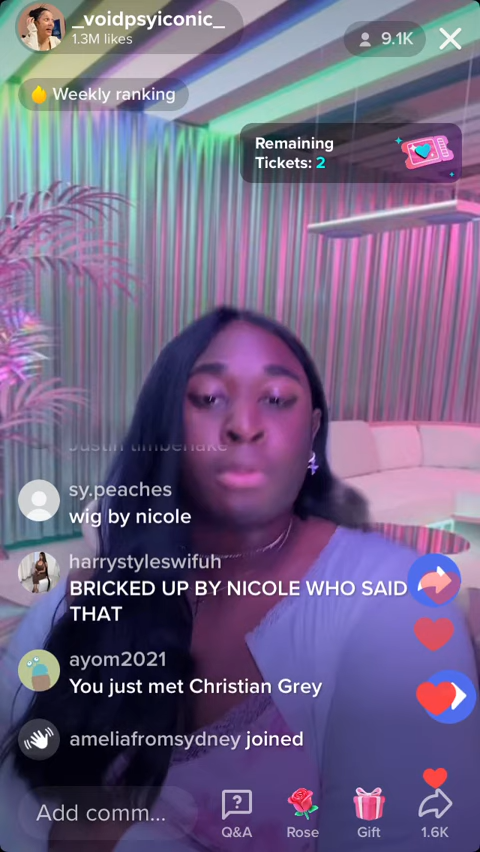 _voidpsyiconic_
1.3M likes
9.1K
Weekly ranking
Remaining
Tickets: 2
Justin timberlake
sy.peaches
wig by nicole
harrystyleswifuh
BRICKED UP BY NICOLE WHO SAID
THAT
ayom2021
You just met Christian Grey
ameliafromsydney joined
Add comm...
Q&A
Rose
Gift
1.6K